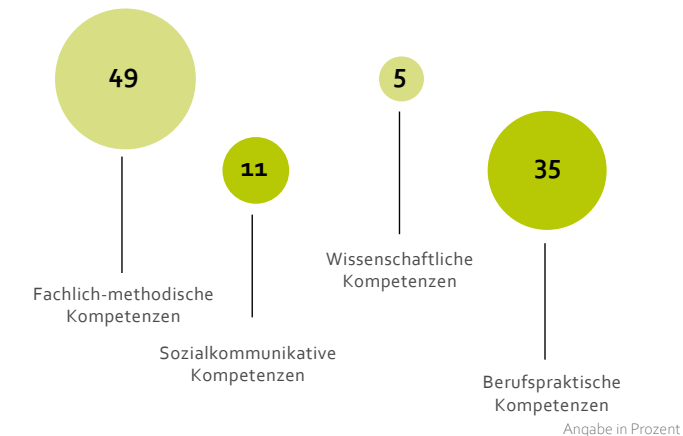 49
5
11
35
Wissenschaftliche
Kompetenzen
Fachlich-methodische
Kompetenzen
Sozialkommunikative
Kompetenzen
Berufspraktische
Kompetenzen
Angabe in Prozent